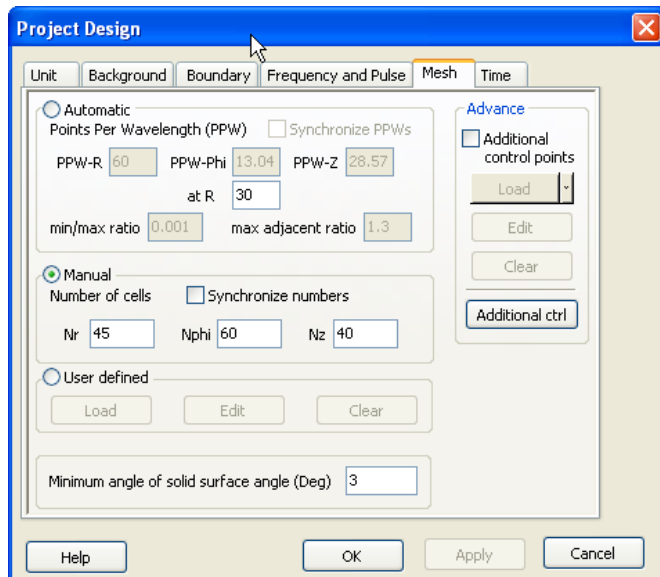 Project Design
Unit Background Boundary Frequency and Pulse Mesh Time
Automatic
Points Per Wavelength (PPW) Synchronize PPWs
PPW-R 60 PPW-Phi 13.04 PPW-Z 28.57
at R 30
min/max ratio 0.001 max adjacent ratio 1.3
Manual
Number of cells Synchronize numbers
Nr 45 Nphi 60 Nz 40
User defined
Load Edit Clear
Minimum angle of solid surface angle (Deg) 3
Advance
Additional
control points
Load
Edit
Clear
Additional ctrl
Help OK Apply Cancel